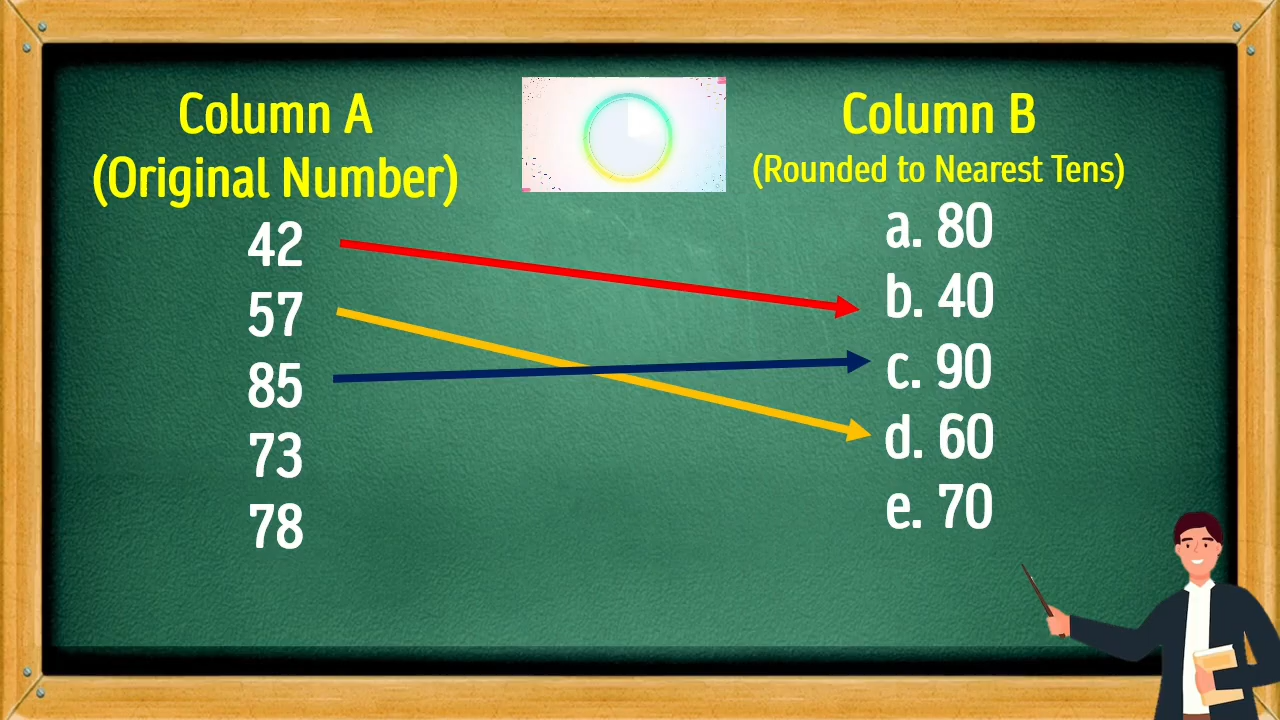 Column A
(Original Number)
42
57
85
73
78
Column B
(Rounded to Nearest Tens)
a. 80
b. 40
c. 90
d. 60
e. 70